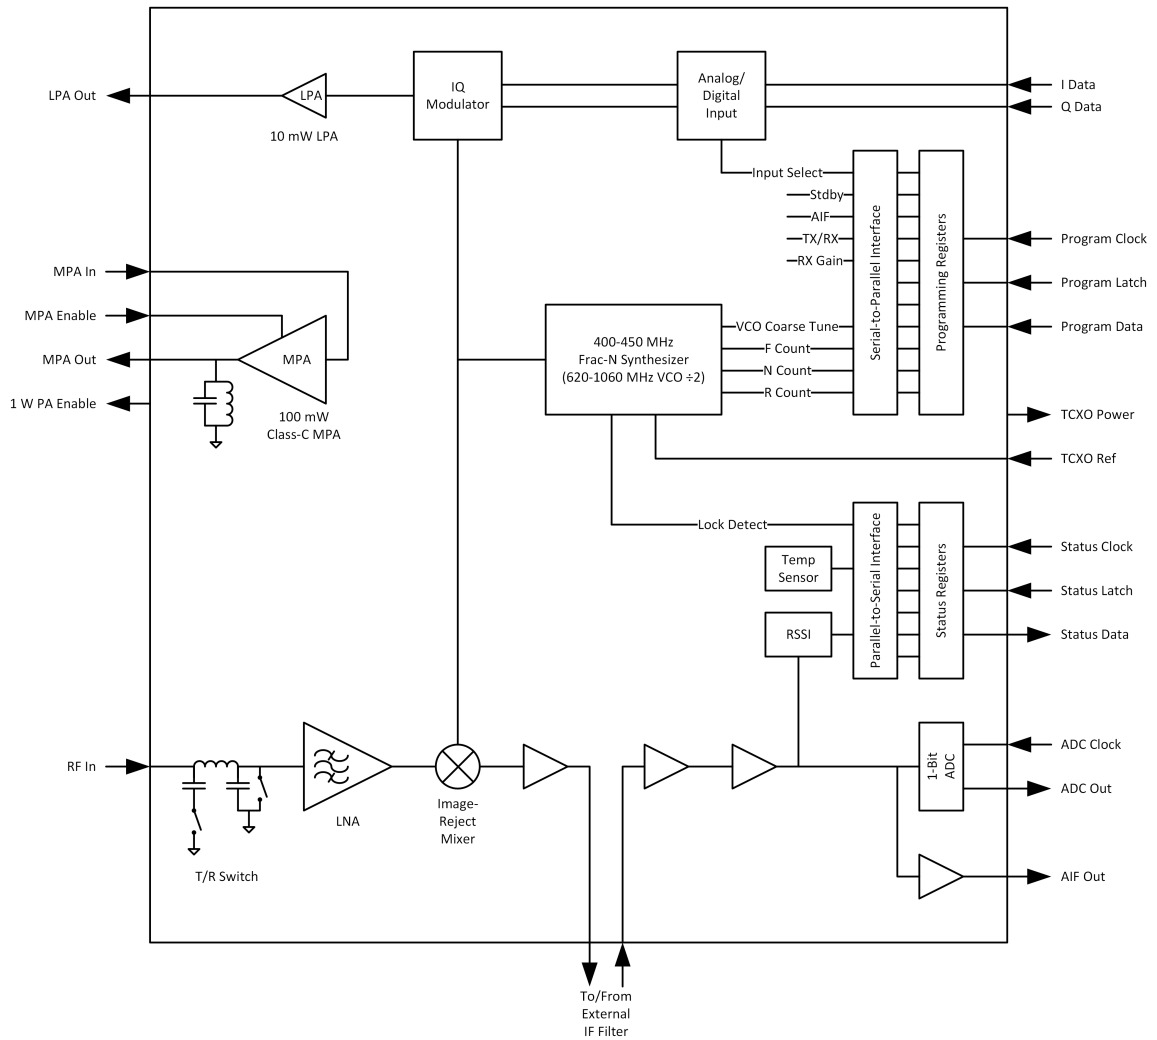 LPA Out
LPA
10 mW LPA
IQ
Modulator
Analog/
Digital
Input
I Data
Q Data
Input Select
Stdby
AIF
TX/RX
RX Gain
Serial-to-Parallel Interface
Programming Registers
Program Clock
Program Latch
Program Data
MPA In
MPA Enable
MPA Out
1 W PA Enable
MPA
100 mW
Class-C MPA
400-450 MHz
Frac-N Synthesizer
(620-1060 MHz VCO ÷2)
VCO Coarse Tune
F Count
N Count
R Count
TCXO Power
TCXO Ref
Lock Detect
Temp
Sensor
RSSI
Parallel-to-Serial Interface
Status Registers
Status Clock
Status Latch
Status Data
RF In
T/R Switch
LNA
Image-
Reject
Mixer
1-Bit
ADC
ADC Clock
ADC Out
AIF Out
To/From
External
IF Filter